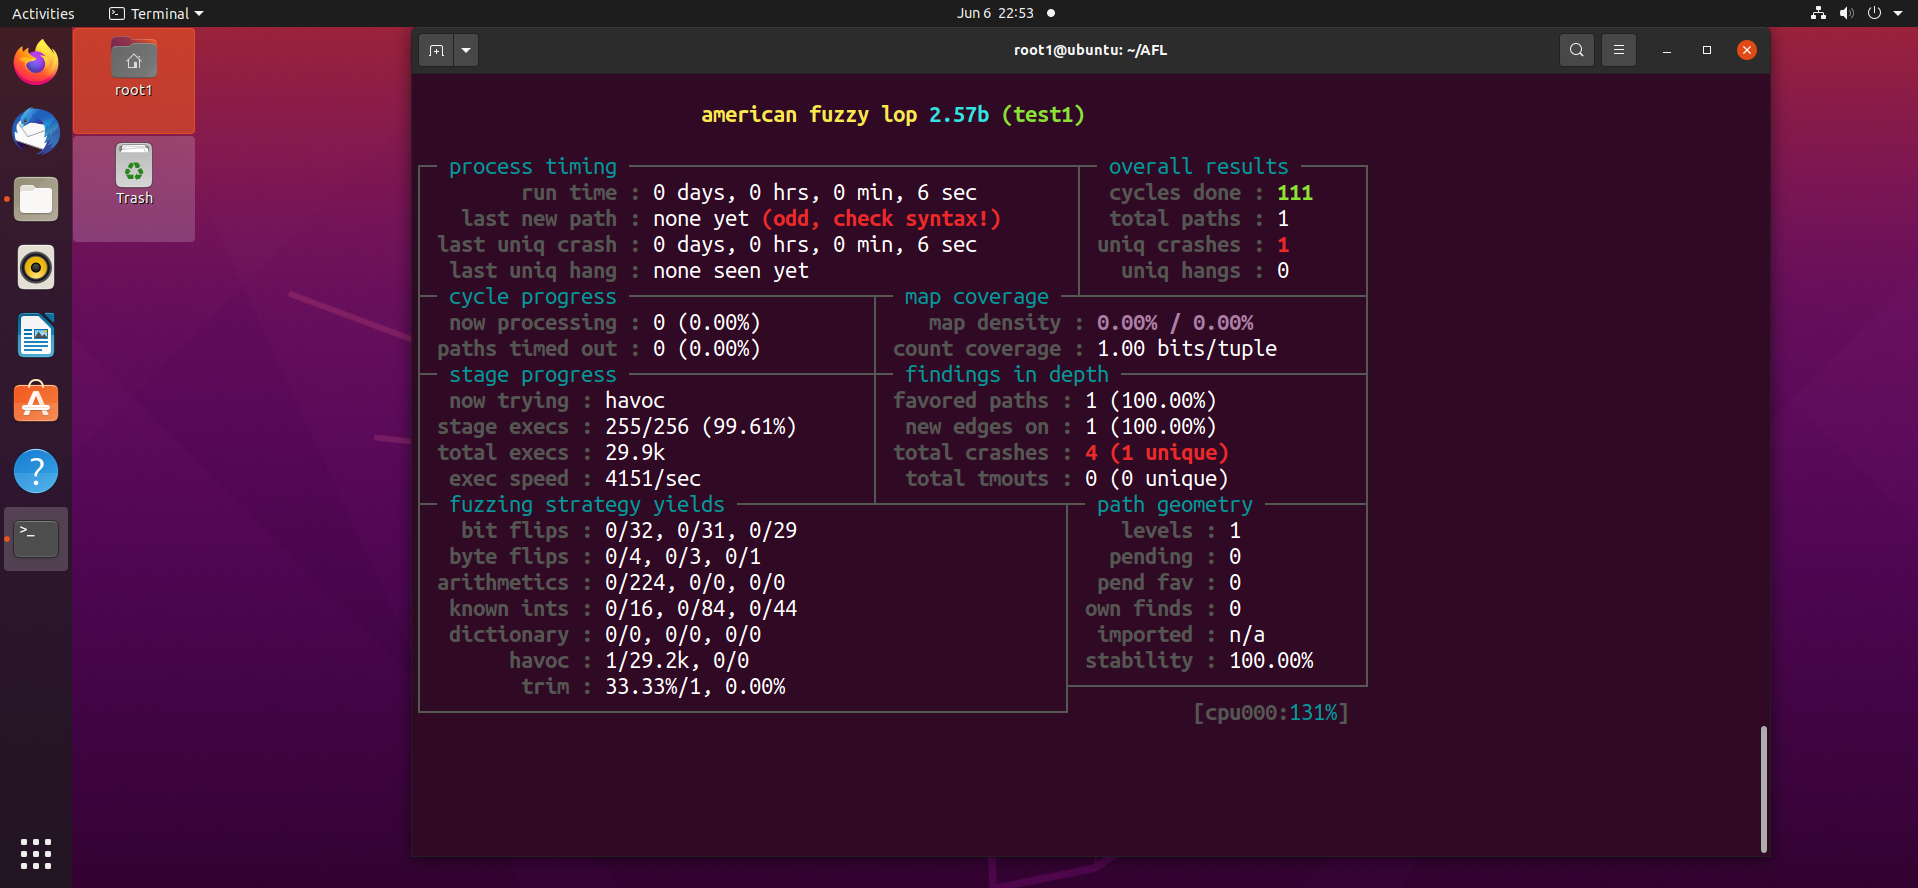 Activities
Terminal
Jun 6 22:53
root1@ubuntu: ~/AFL
root1
Trash
american fuzzy lop 2.57b (test1)
process timing
run time : 0 days, 0 hrs, 0 min, 6 sec
last new path : none yet (odd, check syntax!)
last uniq crash : 0 days, 0 hrs, 0 min, 6 sec
last uniq hang : none seen yet
overall results
cycles done : 111
total paths : 1
uniq crashes : 1
uniq hangs : 0
cycle progress
now processing : 0 (0.00%)
paths timed out : 0 (0.00%)
map coverage
map density : 0.00% / 0.00%
count coverage : 1.00 bits/tuple
stage progress
now trying : havoc
stage execs : 255/256 (99.61%)
total execs : 29.9k
exec speed : 4151/sec
findings in depth
favored paths : 1 (100.00%)
new edges on : 1 (100.00%)
total crashes : 4 (1 unique)
total tmouts : 0 (0 unique)
fuzzing strategy yields
bit flips : 0/32, 0/31, 0/29
byte flips : 0/4, 0/3, 0/1
arithmetics : 0/224, 0/0, 0/0
known ints : 0/16, 0/84, 0/44
dictionary : 0/0, 0/0, 0/0
havoc : 1/29.2k, 0/0
trim : 33.33%/1, 0.00%
path geometry
levels : 1
pending : 0
pend fav : 0
own finds : 0
imported : n/a
stability : 100.00%
[cpu000:131%]